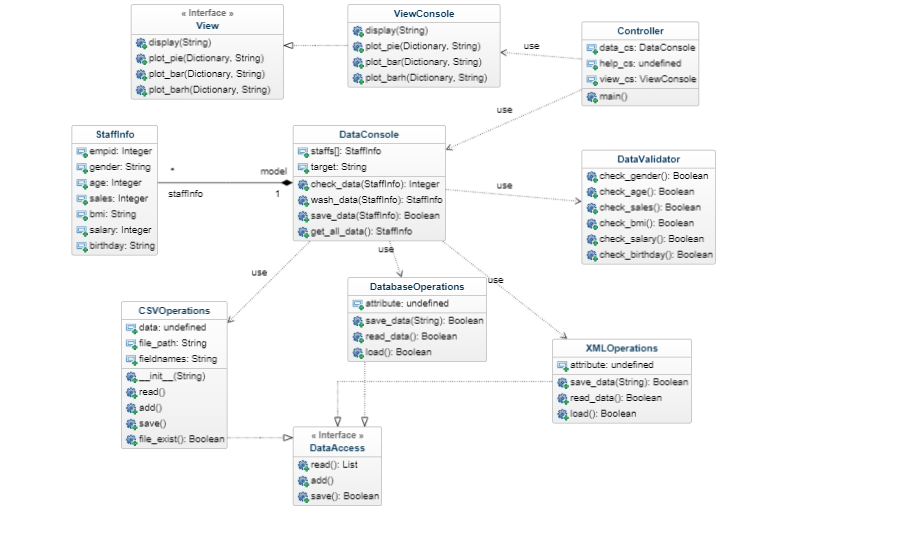 « Interface »
View
display(String)
plot_pie(Dictionary, String)
plot_bar(Dictionary, String)
plot_barh(Dictionary, String)
ViewConsole
display(String)
plot_pie(Dictionary, String)
plot_bar(Dictionary, String)
plot_barh(Dictionary, String)
use
Controller
data_cs: DataConsole
help_cs: undefined
view_cs: ViewConsole
main()
use
StaffInfo
empid: Integer
gender: String
age: Integer
sales: Integer
bmi: String
salary: Integer
birthday: String
*
model
staffInfo
1
DataConsole
staffs[]: StaffInfo
target: String
check_data(StaffInfo): Integer
wash_data(StaffInfo): StaffInfo
save_data(StaffInfo): Boolean
get_all_data(): StaffInfo
use
DataValidator
check_gender(): Boolean
check_age(): Boolean
check_sales(): Boolean
check_bmi(): Boolean
check_salary(): Boolean
check_birthday(): Boolean
use
use
use
CSVOperations
data: undefined
file_path: String
fieldnames: String
__init__(String)
read()
add()
save()
file_exist(): Boolean
DatabaseOperations
attribute: undefined
save_data(String): Boolean
read_data(): Boolean
load(): Boolean
XMLOperations
attribute: undefined
save_data(String): Boolean
read_data(): Boolean
load(): Boolean
« Interface »
DataAccess
read(): List
add()
save(): Boolean